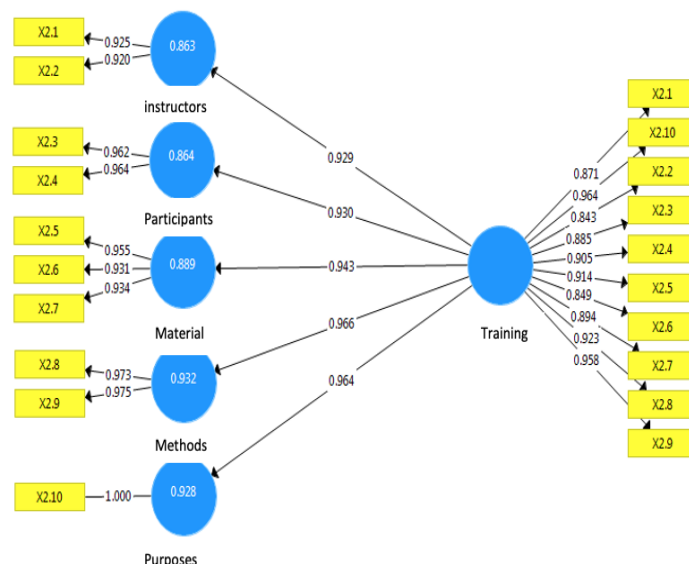 X2.1
0.925
0.920
X2.2
0.863
instructors
X2.3
0.962
0.964
X2.4
0.864
Participants
X2.5
0.955
X2.6
0.931
0.934
X2.7
0.889
Material
X2.8
0.973
0.975
X2.9
0.932
Methods
X2.10
1.000
0.928
Purposes
0.929
0.930
0.943
0.966
0.964
Training
0.871
0.964
0.843
0.885
0.905
0.914
0.849
0.894
0.923
0.958
X2.1
X2.10
X2.2
X2.3
X2.4
X2.5
X2.6
X2.7
X2.8
X2.9